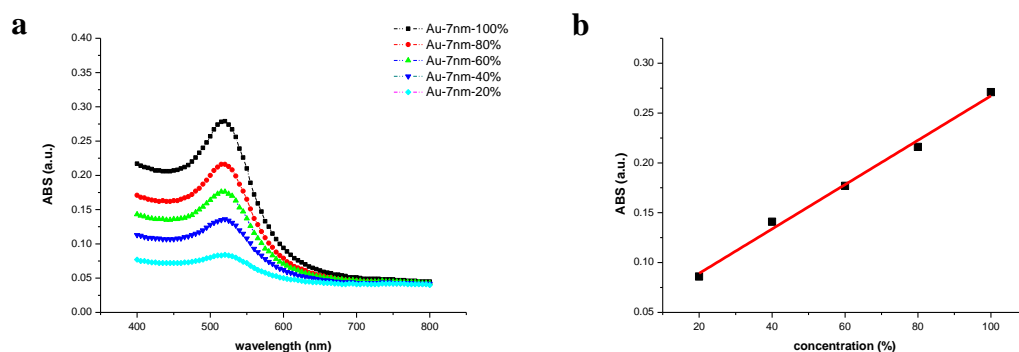 a
Au-7nm-100%
Au-7nm-80%
Au-7nm-60%
Au-7nm-40%
Au-7nm-20%
0.40
0.35
0.30
0.25
0.20
0.15
0.10
0.05
0.00
ABS (a.u.)
400 500 600 700 800
wavelength (nm)
b
0.30
0.25
0.20
0.15
0.10
0.05
ABS (a.u.)
20 40 60 80 100
concentration (%)